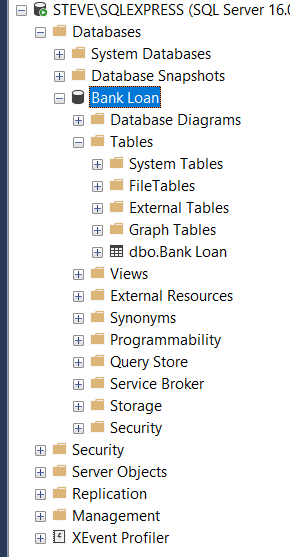 STEVE\SQLEXPRESS (SQL Server 16.0
Databases
System Databases
Database Snapshots
Bank Loan
Database Diagrams
Tables
System Tables
FileTables
External Tables
Graph Tables
dbo.Bank Loan
Views
External Resources
Synonyms
Programmability
Query Store
Service Broker
Storage
Security
Security
Server Objects
Replication
Management
XEvent Profiler